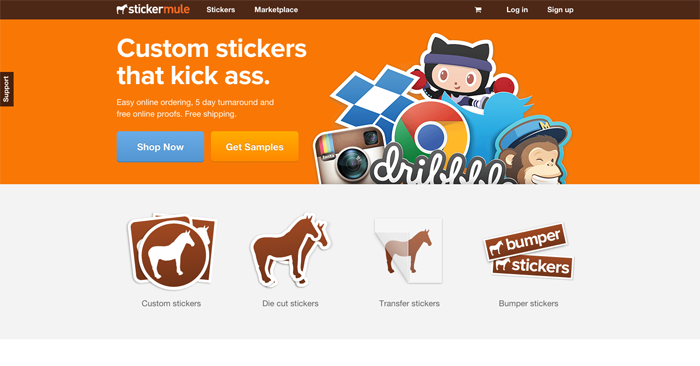 stickermule Stickers Marketplace Log in Sign up
Support
Custom stickers
that kick ass.
Easy online ordering, 5 day turnaround and
free online proofs. Free shipping.
Shop Now Get Samples
dribbble
bumper
stickers
Custom stickers Die cut stickers Transfer stickers Bumper stickers